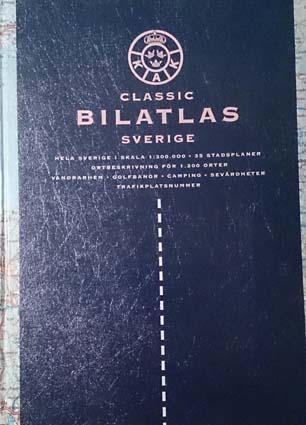 KAK
CLASSIC
BILATLAS
SVERIGE
HELA SVERIGE I SKALA 1:300.000 • 35 STADSPLANER
ORTBESKRIVNING FÖR 1.300 ORTER
VANDRARHEM • GOLFBANOR • CAMPING • SEVÄRDHETER
TRAFIKPLATSNUMMER